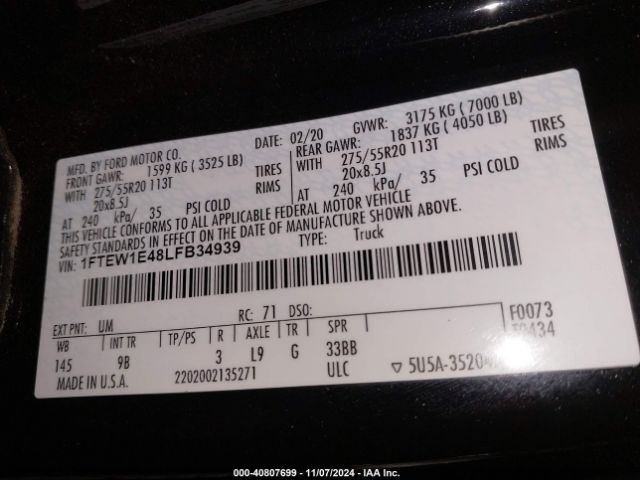 MFD. BY FORD MOTOR CO.
DATE: 02/20 GVWR: 3175 KG ( 7000 LB)
FRONT GAWR: 1599 KG ( 3525 LB)
REAR GAWR: 1837 KG ( 4050 LB)
WITH 275/55R20 113T TIRES
WITH 275/55R20 113T TIRES
20x8.5J RIMS
20x8.5J RIMS
AT 240 kPa/ 35 PSI COLD
AT 240 kPa/ 35 PSI COLD
THIS VEHICLE CONFORMS TO ALL APPLICABLE FEDERAL MOTOR VEHICLE
SAFETY STANDARDS IN EFFECT ON THE DATE OF MANUFACTURE SHOWN ABOVE.
VIN: 1FTEW1E48LFB34939
TYPE: Truck
EXT PNT: UM RC: 71 DSO: F0073
WB INT TR TP/PS R AXLE TR SPR
145 9B 3 L9 G 33BB
MADE IN U.S.A. 2202002135271 ULC
000-40807699 - 11/07/2024 - IAA Inc.